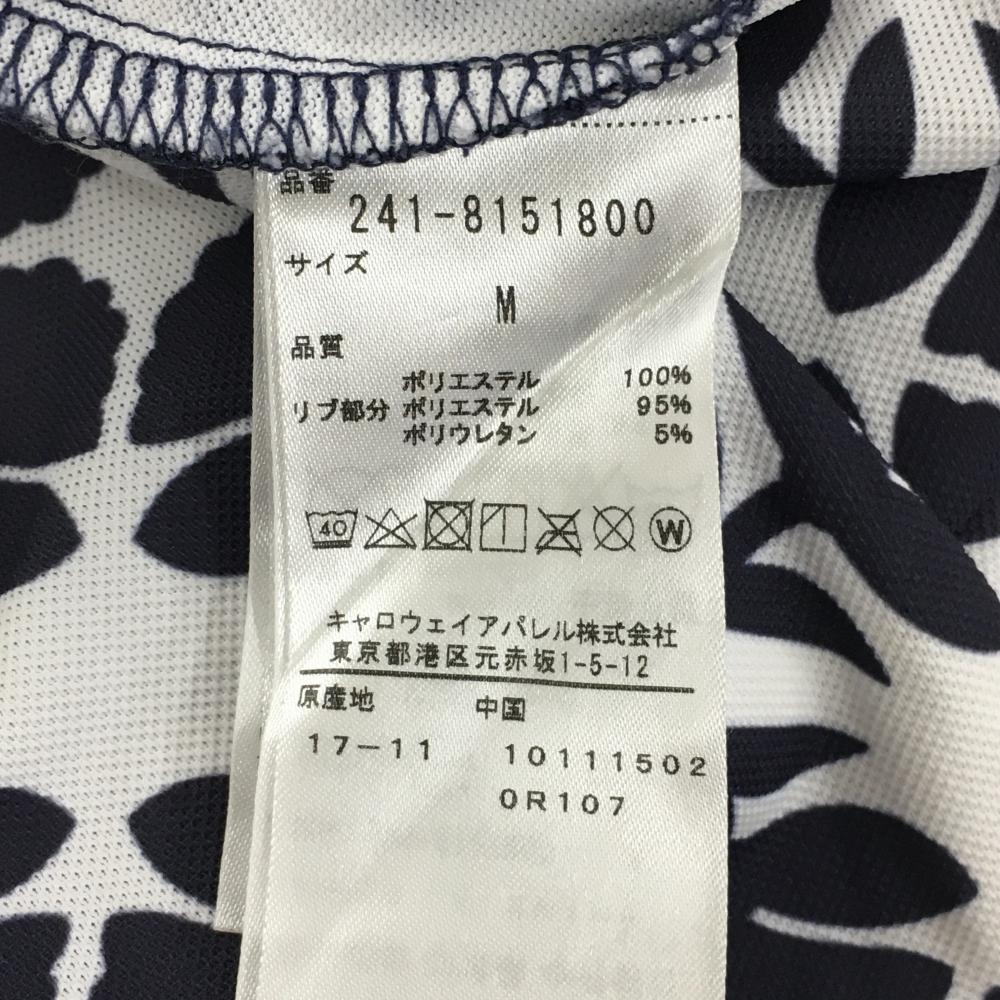 品番
241-8151800
サイズ
M
品質
ポリエステル 100%
リブ部分 ポリエステル 95%
ポリウレタン 5%
40 W
キャロウェイアパレル株式会社
東京都港区元赤坂1-5-12
原産地 中国
17-11 10111502
0R107